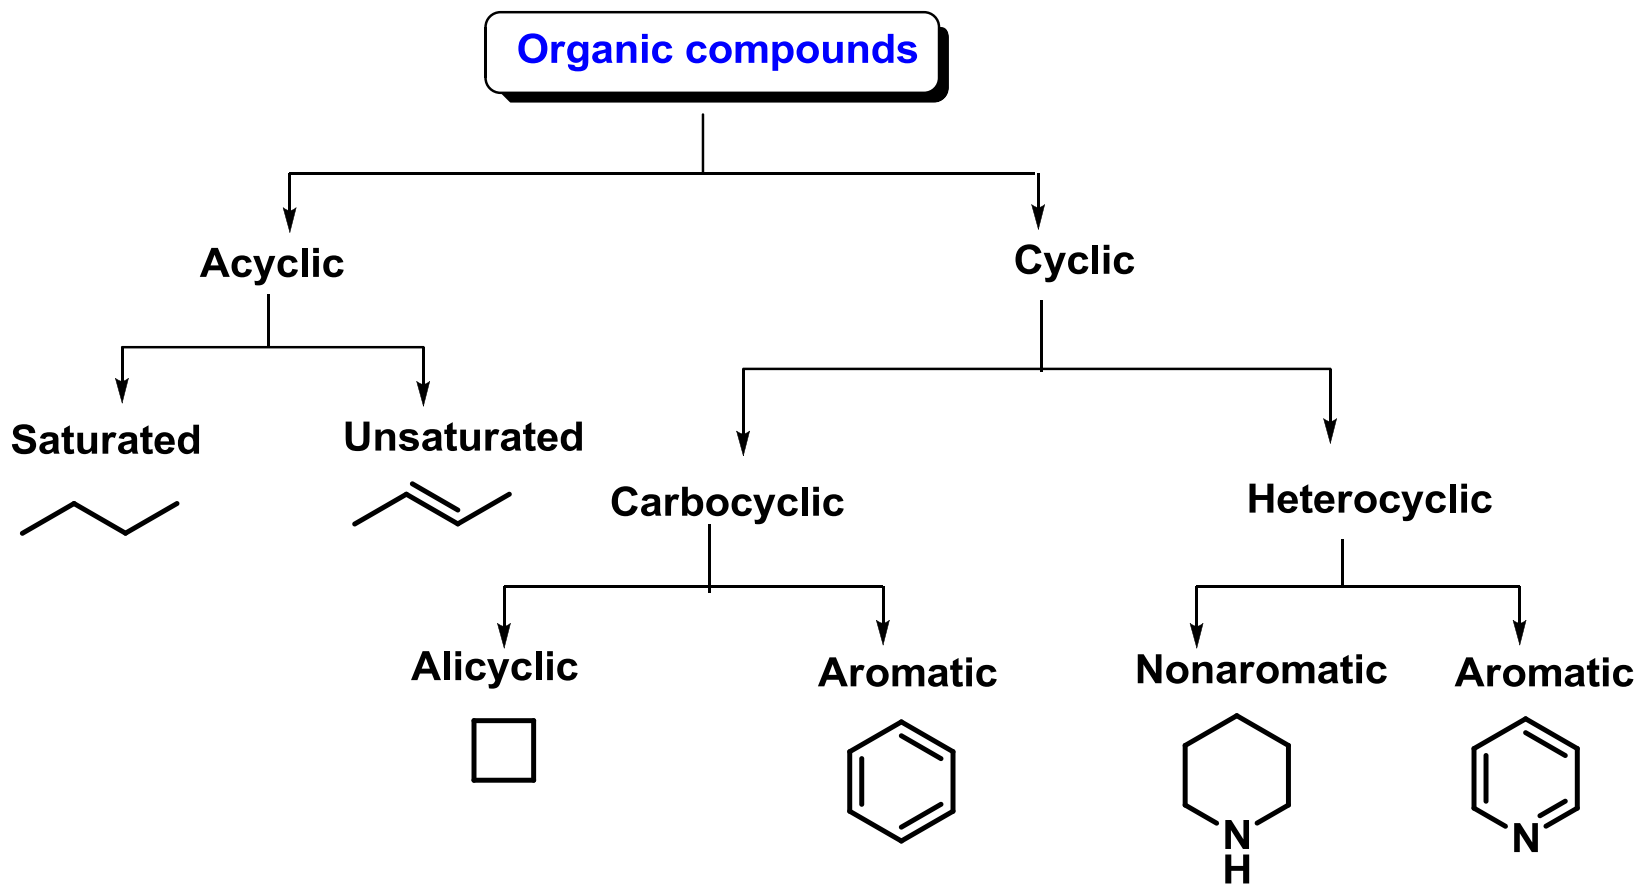 Organic compounds
Acyclic
Cyclic
Saturated
Unsaturated
Carbocyclic
Heterocyclic
Alicyclic
Aromatic
Nonaromatic
Aromatic
N
H
N